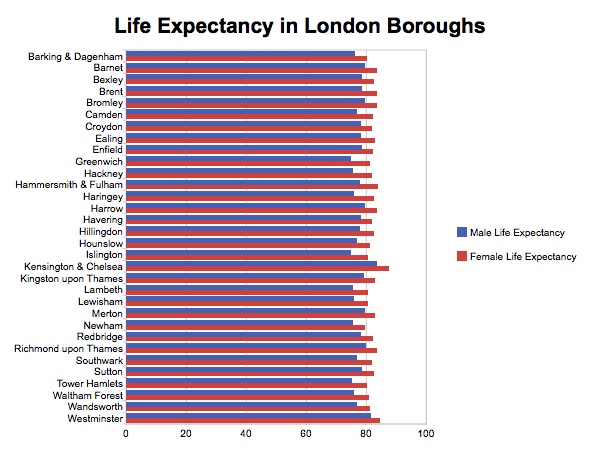 Life Expectancy in London Boroughs
Barking & Dagenham
Barnet
Bexley
Brent
Bromley
Camden
Croydon
Ealing
Enfield
Greenwich
Hackney
Hammersmith & Fulham
Haringey
Harrow
Havering
Hillingdon
Hounslow
Islington
Kensington & Chelsea
Kingston upon Thames
Lambeth
Lewisham
Merton
Newham
Redbridge
Richmond upon Thames
Southwark
Sutton
Tower Hamlets
Waltham Forest
Wandsworth
Westminster
0 20 40 60 80 100
Male Life Expectancy
Female Life Expectancy